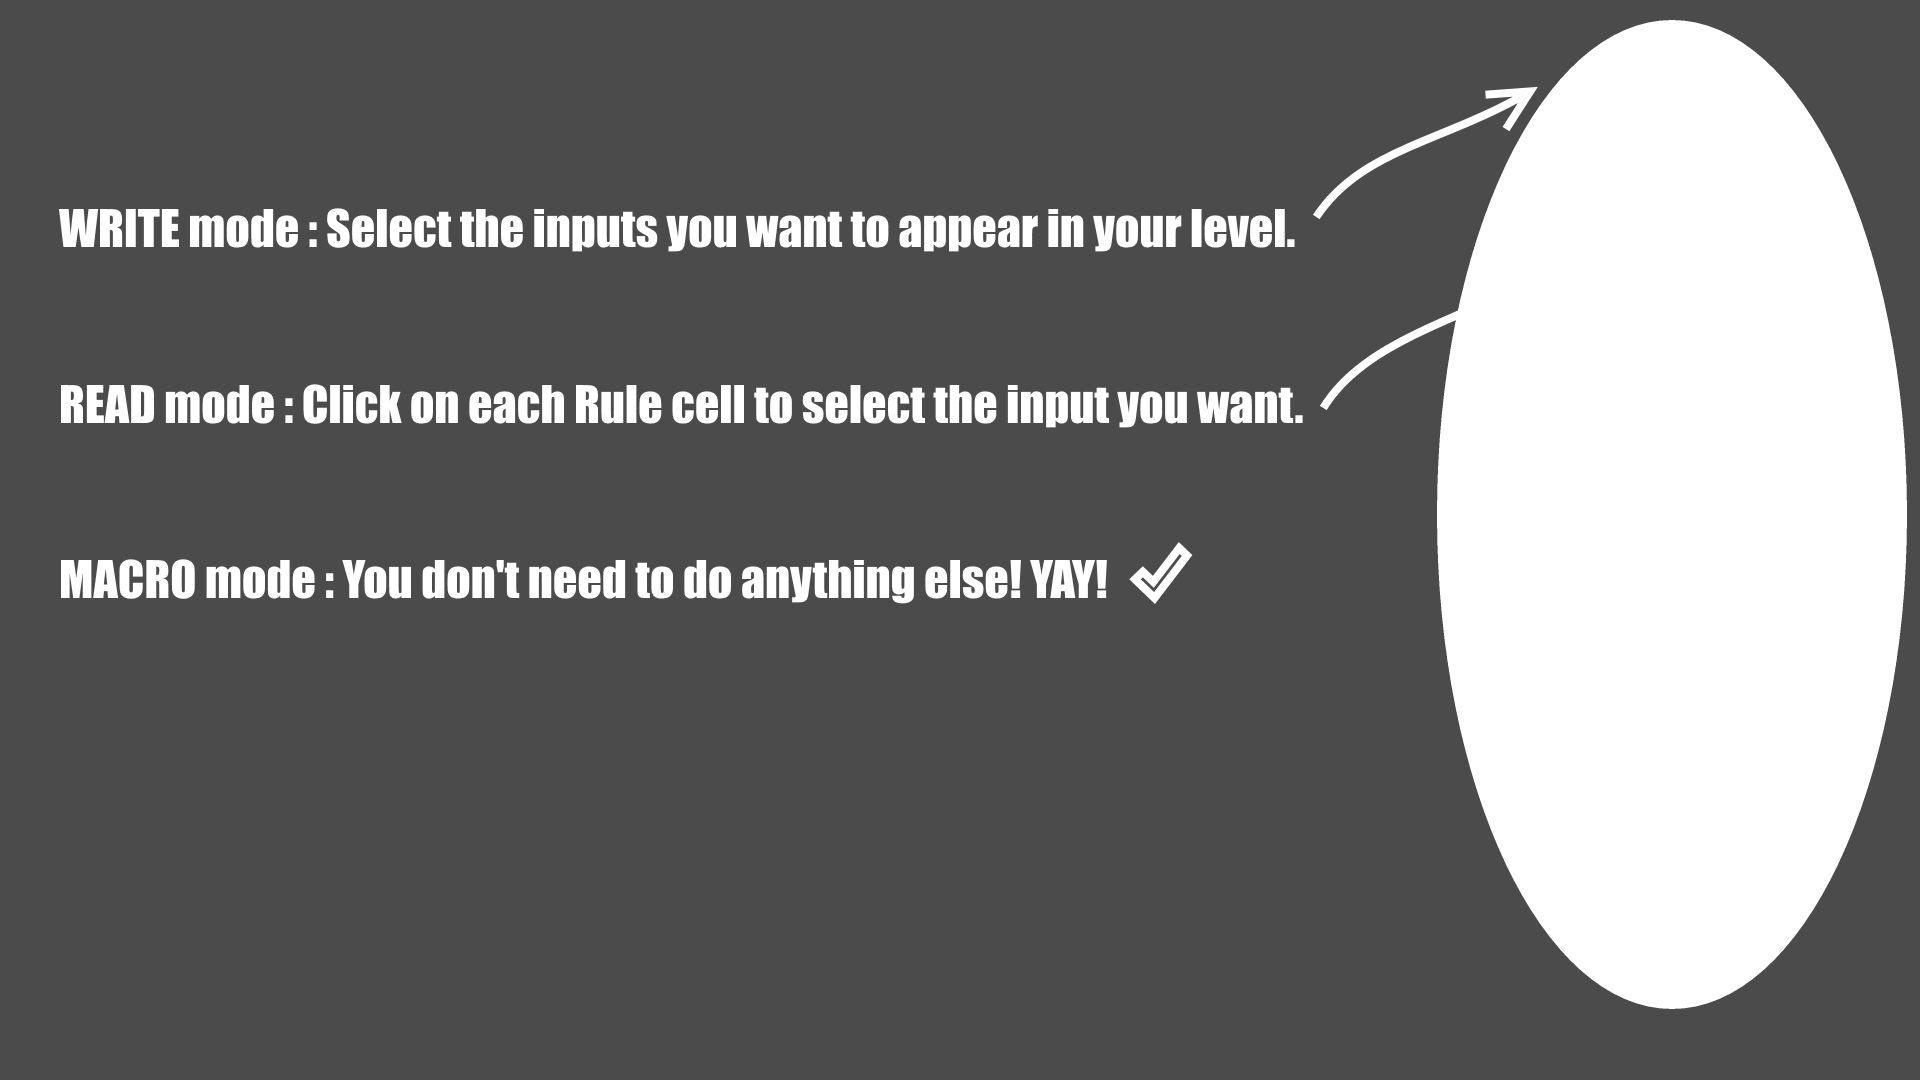 WRITE mode : Select the inputs you want to appear in your level.
READ mode : Click on each Rule cell to select the input you want.
MACRO mode : You don't need to do anything else! YAY!